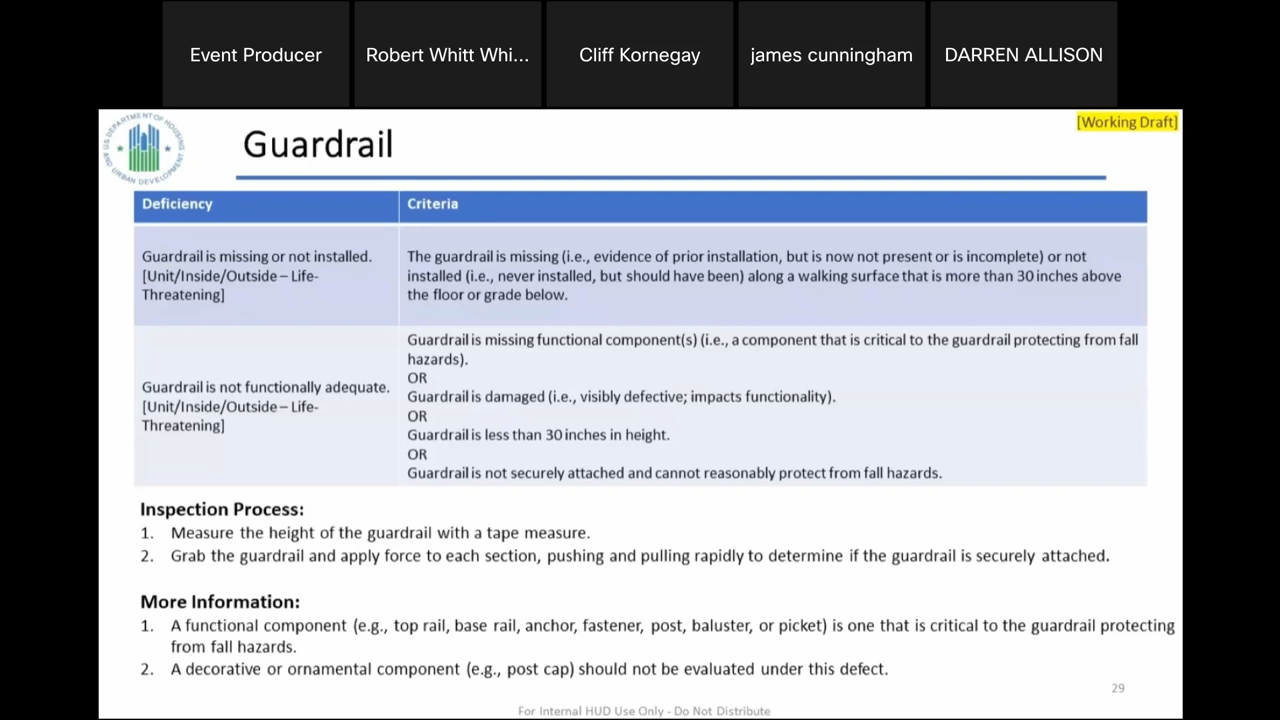 Event Producer
Robert Whitt Whi...
Cliff Kornegay
james cunningham
DARREN ALLISON
[Working Draft]
U.S. DEPARTMENT OF HOUSING AND URBAN DEVELOPMENT
Guardrail
Deficiency
Criteria
Guardrail is missing or not installed.
[Unit/Inside/Outside – Life-
Threatening]
The guardrail is missing (i.e., evidence of prior installation, but is now not present or is incomplete) or not
installed (i.e., never installed, but should have been) along a walking surface that is more than 30 inches above
the floor or grade below.
Guardrail is not functionally adequate.
[Unit/Inside/Outside – Life-
Threatening]
Guardrail is missing functional component(s) (i.e., a component that is critical to the guardrail protecting from fall
hazards).
OR
Guardrail is damaged (i.e., visibly defective; impacts functionality).
OR
Guardrail is less than 30 inches in height.
OR
Guardrail is not securely attached and cannot reasonably protect from fall hazards.
Inspection Process:
1. Measure the height of the guardrail with a tape measure.
2. Grab the guardrail and apply force to each section, pushing and pulling rapidly to determine if the guardrail is securely attached.
More Information:
1. A functional component (e.g., top rail, base rail, anchor, fastener, post, baluster, or picket) is one that is critical to the guardrail protecting
from fall hazards.
2. A decorative or ornamental component (e.g., post cap) should not be evaluated under this defect.
29
For Internal HUD Use Only - Do Not Distribute